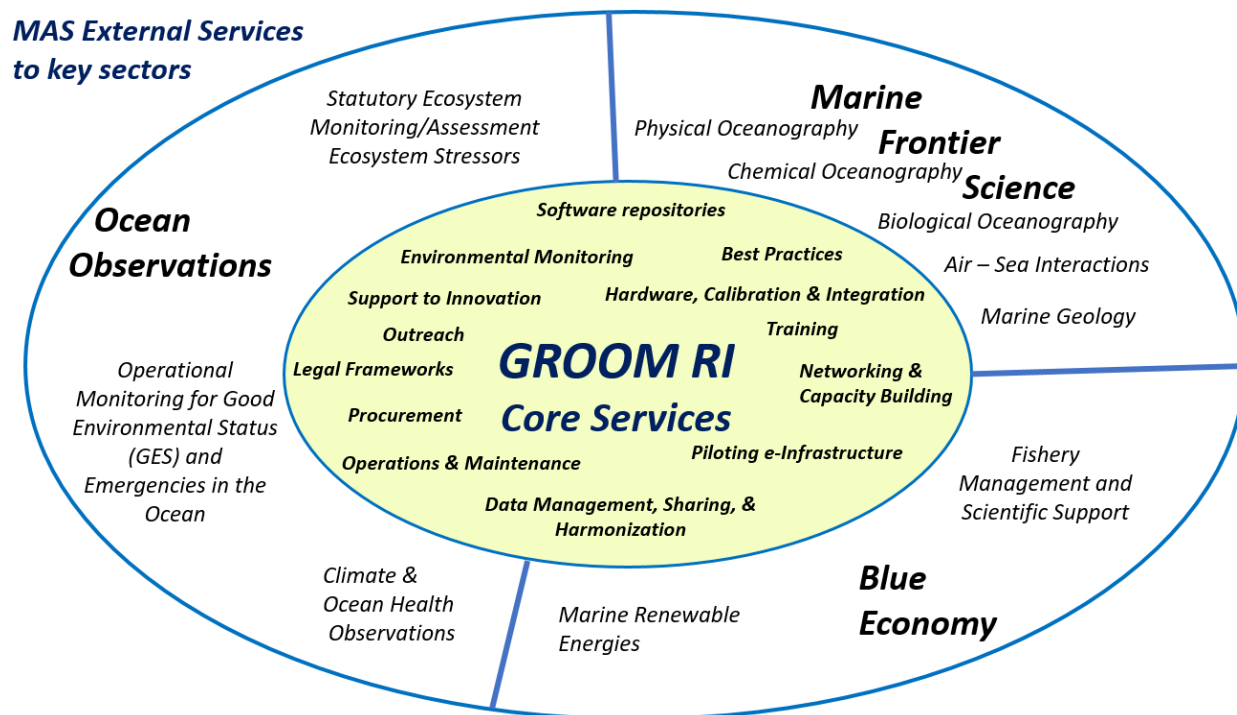 MAS External Services
to key sectors
Statutory Ecosystem
Monitoring/Assessment
Ecosystem Stressors
Ocean
Observations
Operational
Monitoring for Good
Environmental Status
(GES) and
Emergencies in the
Ocean
Climate &
Ocean Health
Observations
Marine
Frontier
Science
Physical Oceanography
Chemical Oceanography
Biological Oceanography
Air – Sea Interactions
Marine Geology
Software repositories
Environmental Monitoring
Best Practices
Support to Innovation
Hardware, Calibration & Integration
Outreach
Training
Legal Frameworks
GROOM RI
Core Services
Networking &
Capacity Building
Procurement
Operations & Maintenance
Piloting e-Infrastructure
Data Management, Sharing, &
Harmonization
Fishery
Management and
Scientific Support
Blue
Economy
Marine Renewable
Energies